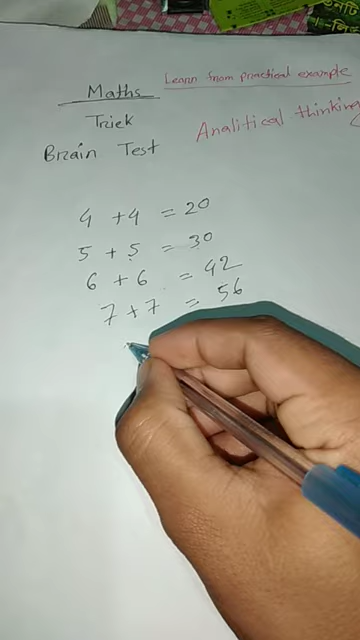 Learn from practical example
Maths
Trick
Analitical thinking
Brain Test
4 + 4 = 20
5 + 5 = 30
6 + 6 = 42
7 + 7 = 56